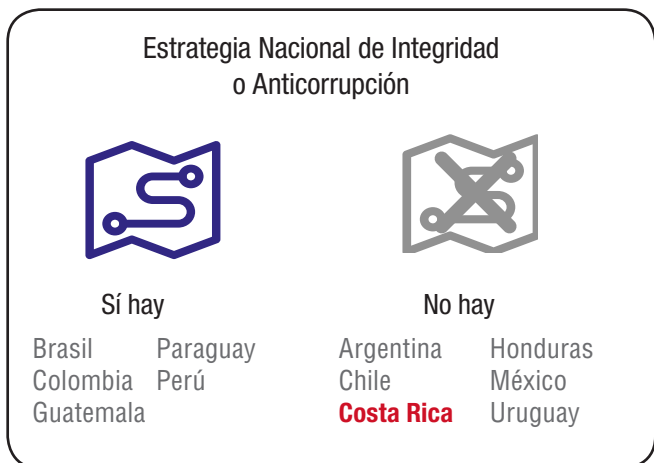 Estrategia Nacional de Integridad
o Anticorrupción
Sí hay
Brasil Paraguay
Colombia Perú
Guatemala
No hay
Argentina Honduras
Chile México
Costa Rica Uruguay